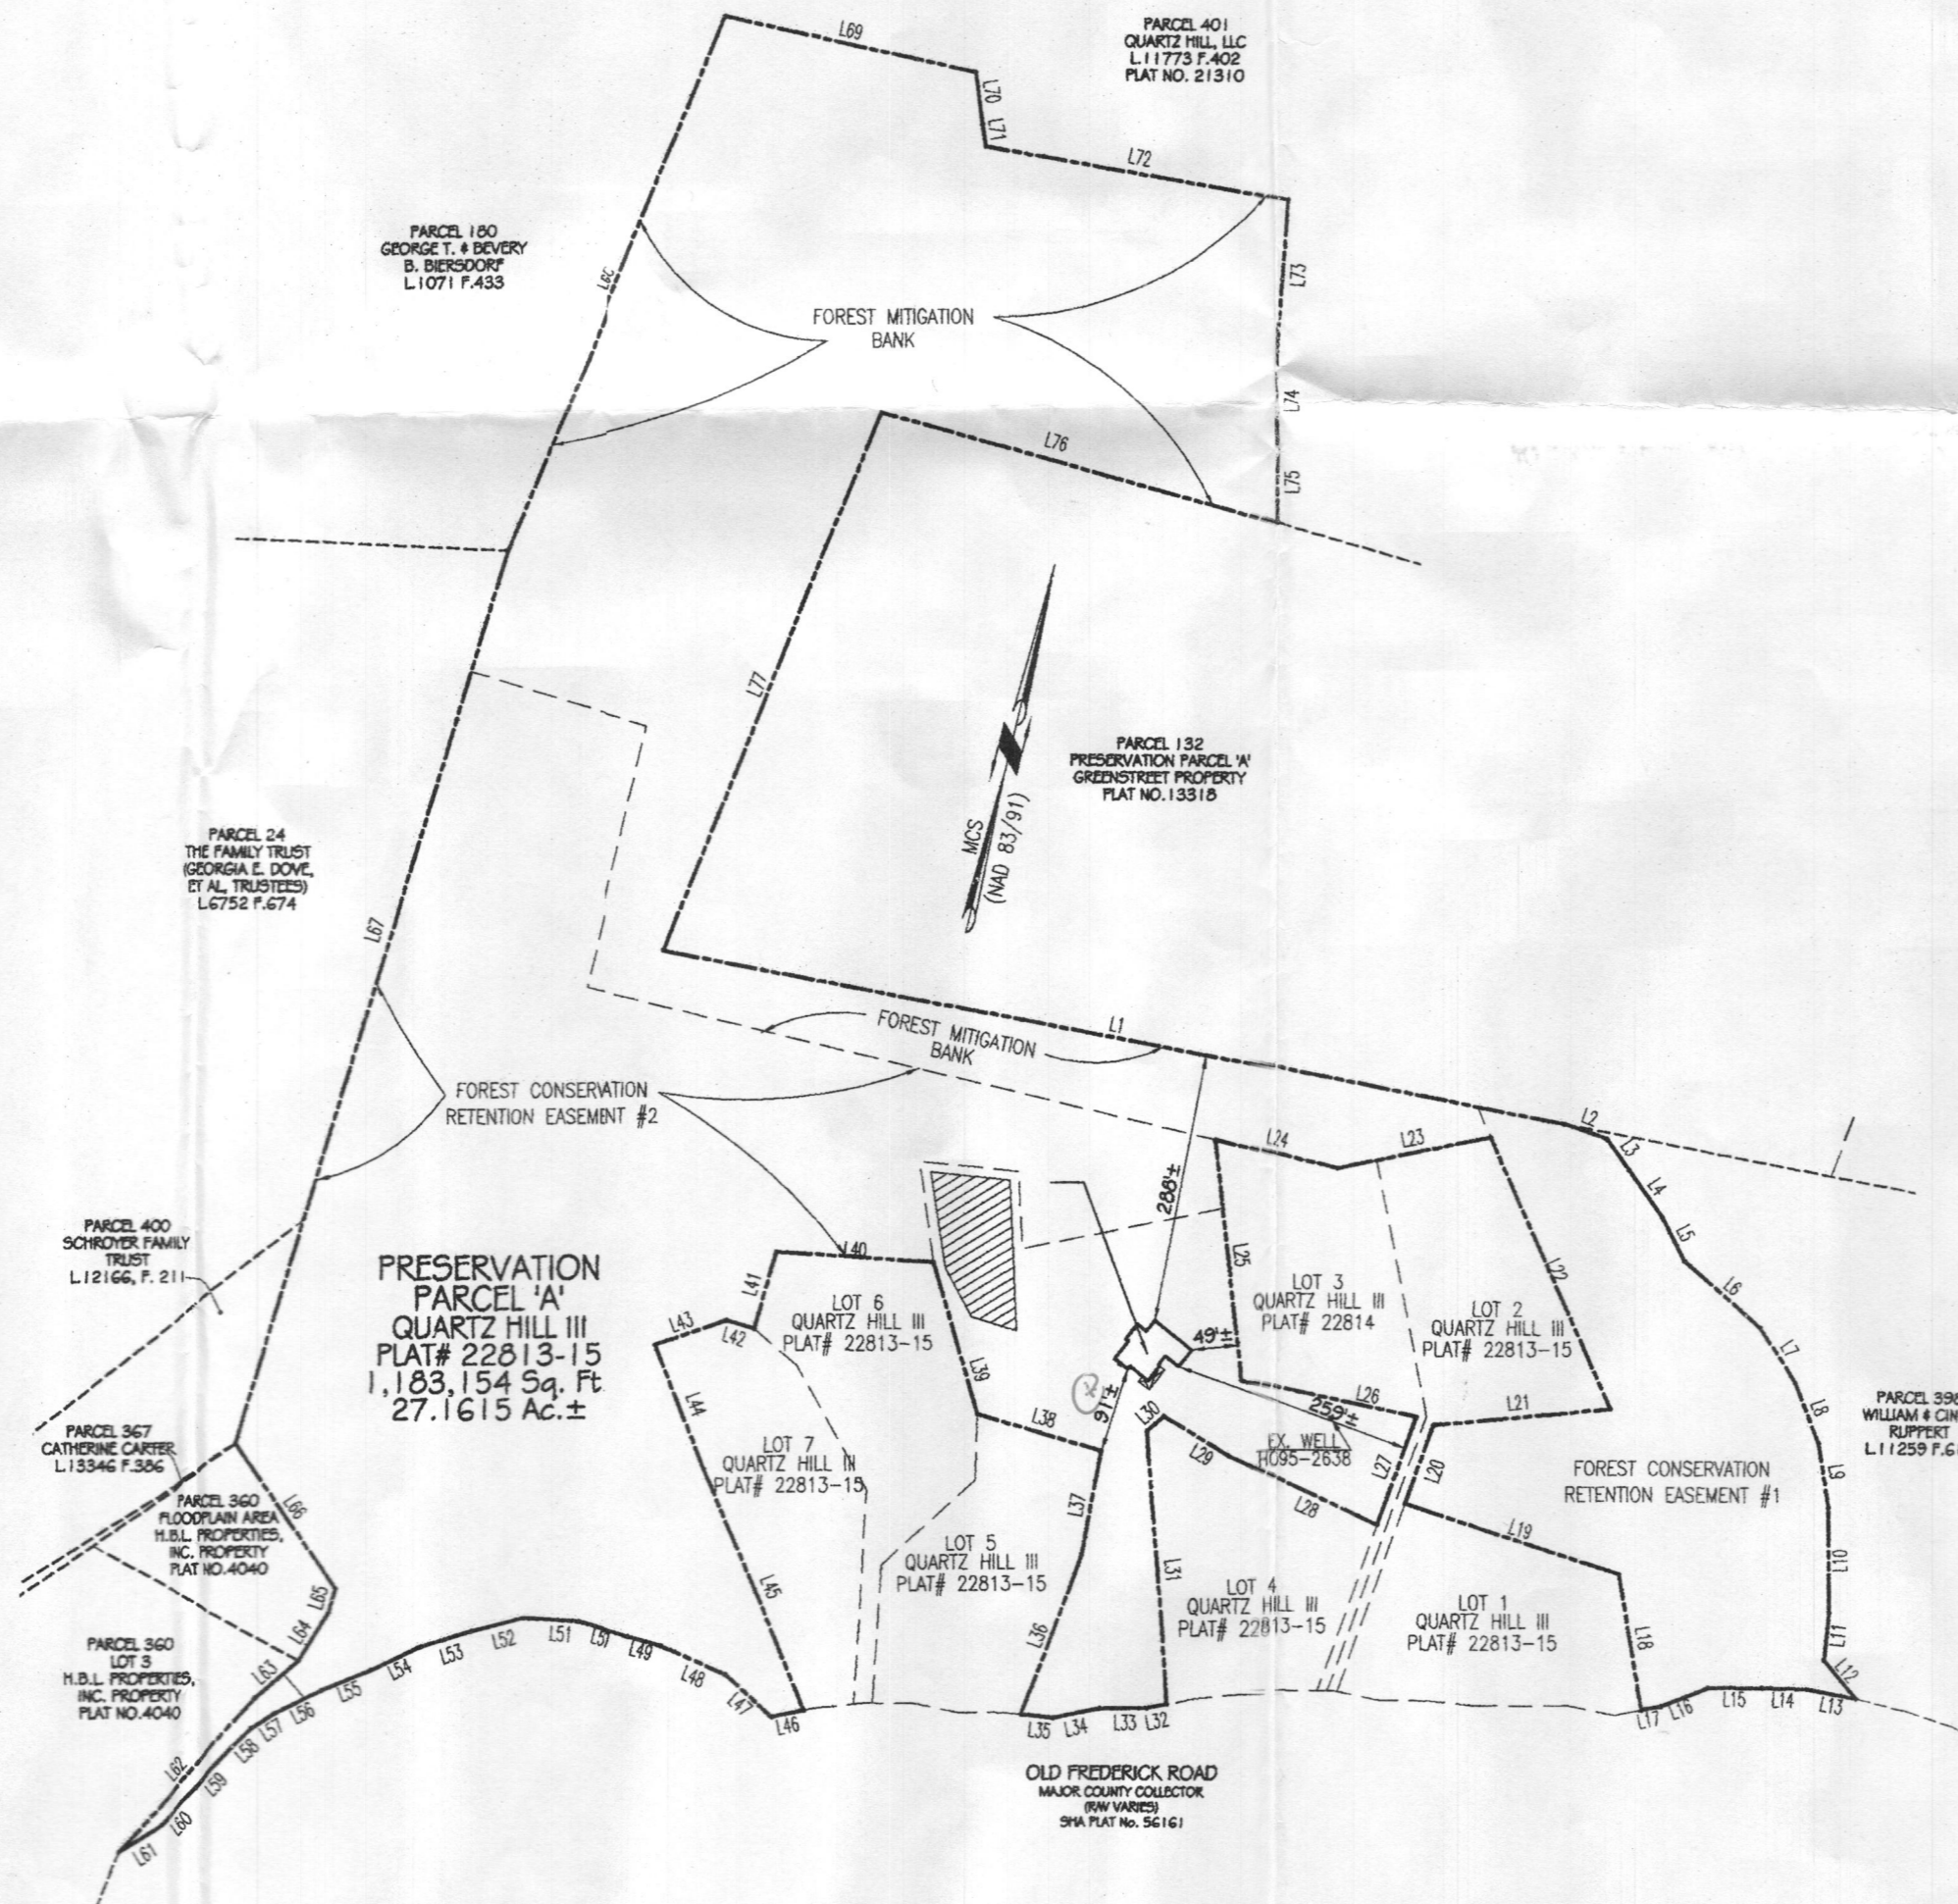 L69
PARCEL 401
QUARTZ HILL, LLC
L.11773 F.402
PLAT NO. 21310
L70
L71
L72
PARCEL 180
GEORGE T. & BEVERY
B. BIERSDORF
L.1071 F.433
L73
FOREST MITIGATION
BANK
L74
L76
L75
L77
PARCEL 132
PRESERVATION PARCEL 'A'
GREENSTREET PROPERTY
PLAT NO.13318
MCS
(NAD 83/91)
PARCEL 24
THE FAMILY TRUST
(GEORGIA E. DOVE,
ET AL, TRUSTEES)
L.6752 F.674
L67
L1
FOREST MITIGATION
BANK
FOREST CONSERVATION
RETENTION EASEMENT #2
L2
L3
L24
L23
L4
288'±
L5
PARCEL 400
SCHROYER FAMILY
TRUST
L.12166, F. 211
L40
L25
L22
L6
PRESERVATION
PARCEL 'A'
QUARTZ HILL III
PLAT# 22813-15
1,183,154 Sq. Ft.
27.1615 Ac.±
L41
LOT 6
QUARTZ HILL III
PLAT# 22813-15
LOT 3
QUARTZ HILL III
PLAT# 22814
LOT 2
QUARTZ HILL III
PLAT# 22813-15
L43
L42
49'±
L7
L39
L44
91'±
L26
L21
L8
259'±
L38
L30
PARCEL 398
WILLIAM & CIN
RUPPERT
L.11259 F.6
PARCEL 367
CATHERINE CARTER
L.13346 F.386
LOT 7
QUARTZ HILL III
PLAT# 22813-15
EX. WELL
HO95-2638
L29
L27
L20
L9
FOREST CONSERVATION
RETENTION EASEMENT #1
L66
PARCEL 360
FLOODPLAIN AREA
H.B.L. PROPERTIES,
INC. PROPERTY
PLAT NO.4040
L37
L28
L19
LOT 5
QUARTZ HILL III
PLAT# 22813-15
L10
L31
L45
L65
LOT 4
QUARTZ HILL III
PLAT# 22813-15
LOT 1
QUARTZ HILL III
PLAT# 22813-15
L64
L36
L18
L11
PARCEL 360
LOT 3
H.B.L. PROPERTIES,
INC. PROPERTY
PLAT NO.4040
L63
L54
L53
L52
L51
L51
L49
L48
L47
L46
L12
L55
L56
L57
L58
L59
L60
L61
L62
L35
L34
L33
L32
L17
L16
L15
L14
L13
OLD FREDERICK ROAD
MAJOR COUNTY COLLECTOR
(R/W VARIES)
SHA PLAT No. 56161